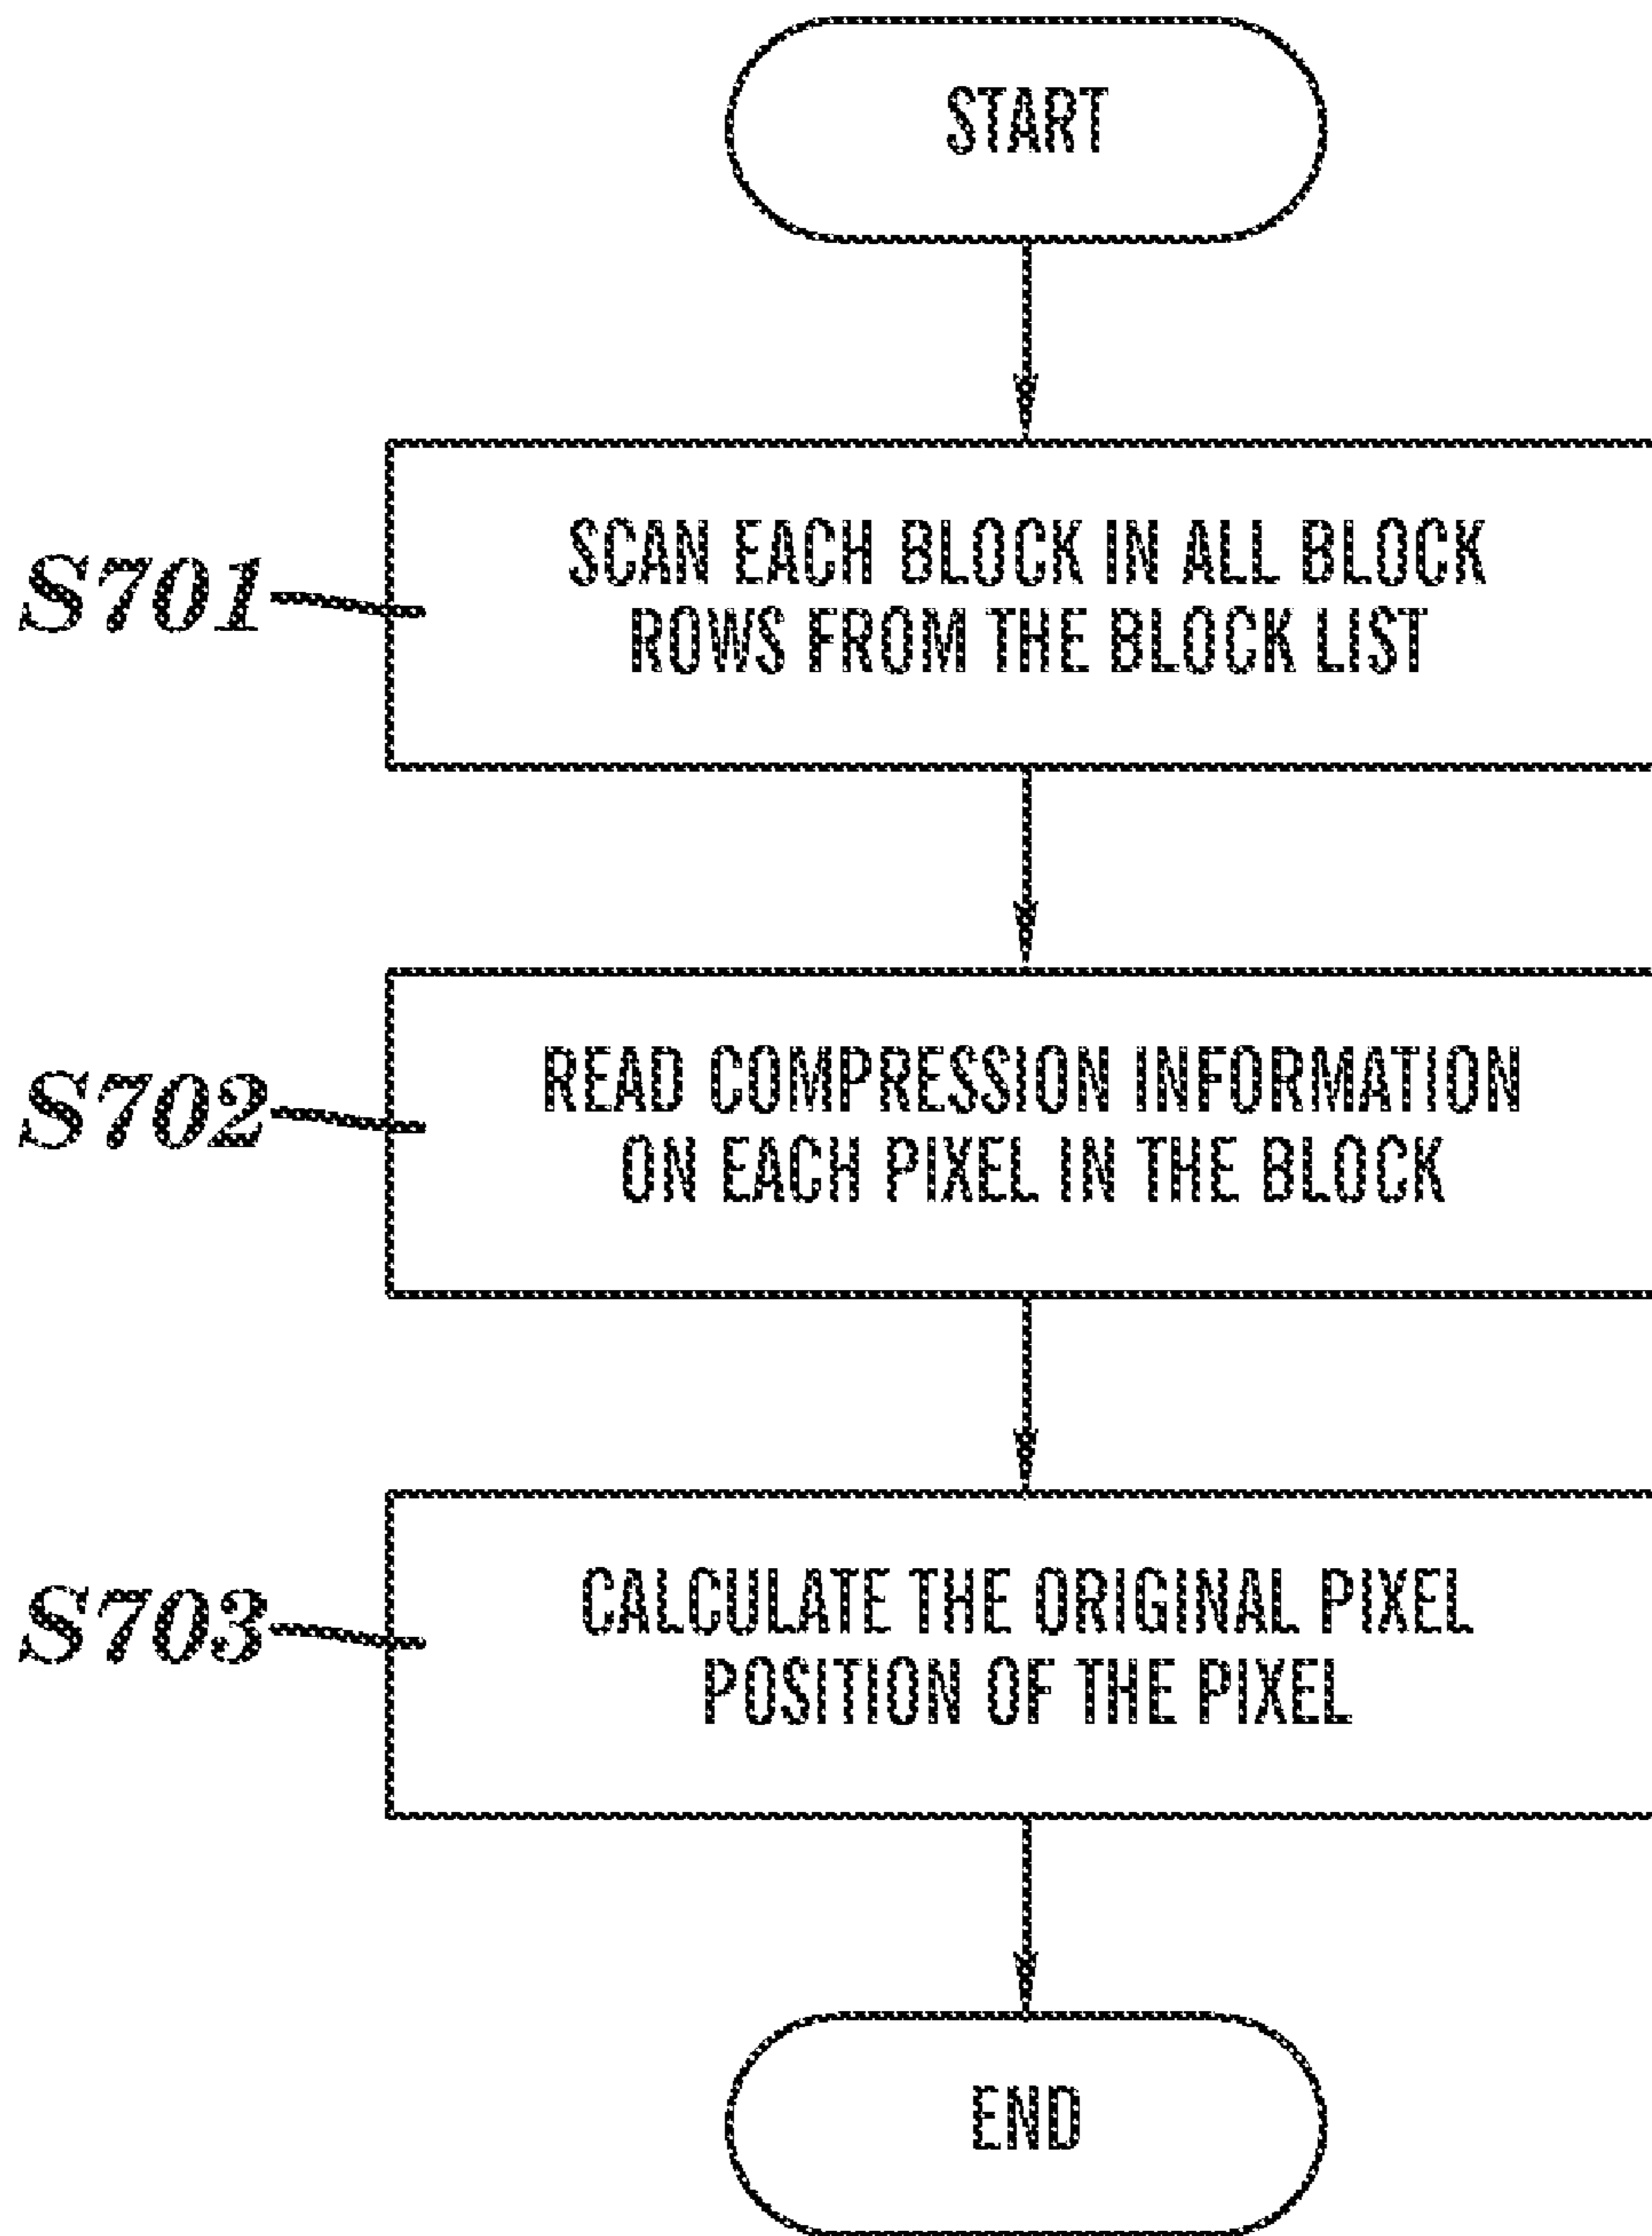 START
S701
SCAN EACH BLOCK IN ALL BLOCK
ROWS FROM THE BLOCK LIST
S702
READ COMPRESSION INFORMATION
ON EACH PIXEL IN THE BLOCK
S703
CALCULATE THE ORIGINAL PIXEL
POSITION OF THE PIXEL
END